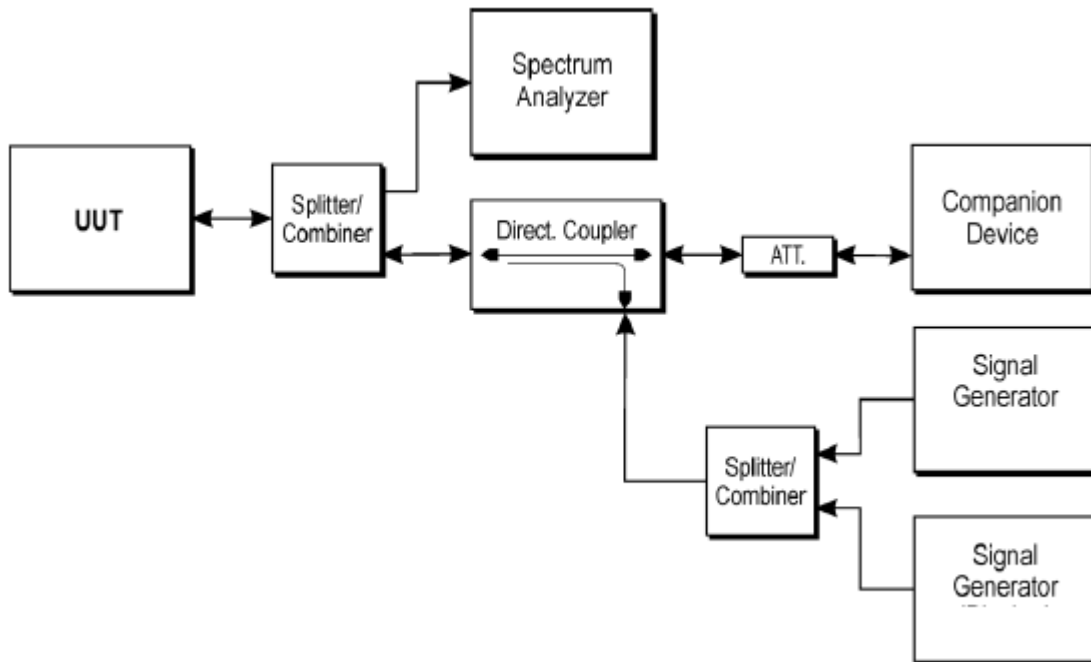 Spectrum
Analyzer
UUT
Splitter/
Combiner
Direct. Coupler
ATT.
Companion
Device
Signal
Generator
Splitter/
Combiner
Signal
Generator